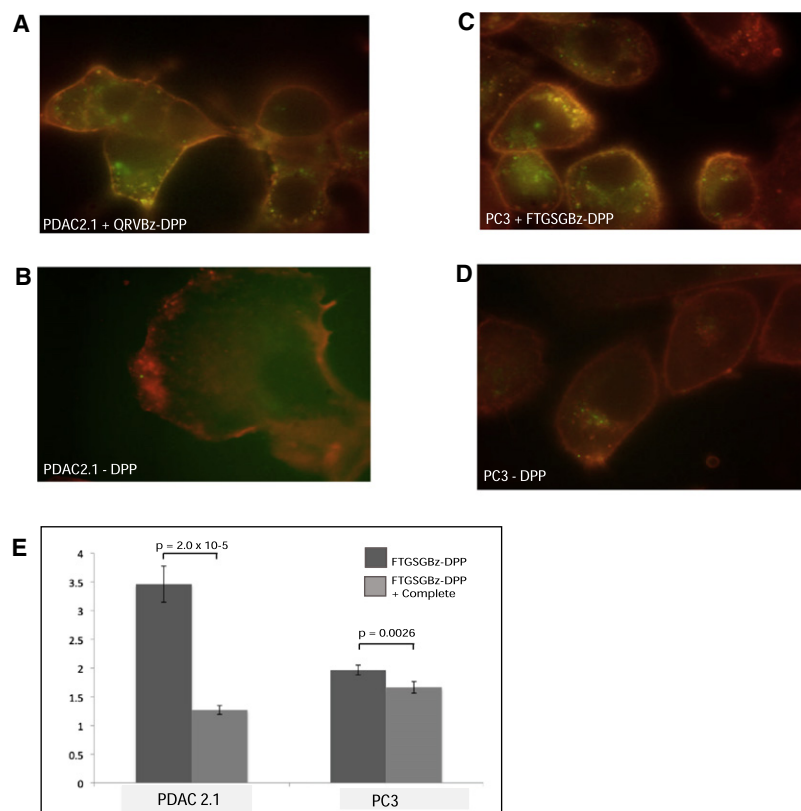 A
PDAC2.1 + QRVBz-DPP
C
PC3 + FTGSGBz-DPP
B
PDAC2.1 - DPP
D
PC3 - DPP
E
p = 2.0 x 10-5
FTGSGBz-DPP
FTGSGBz-DPP
+ Complete
p = 0.0026
4
3.5
3
2.5
2
1.5
1
0.5
0
PDAC 2.1
PC3